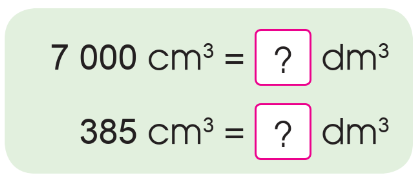 7 000 cm³ = ? dm³
385 cm³ = ? dm³